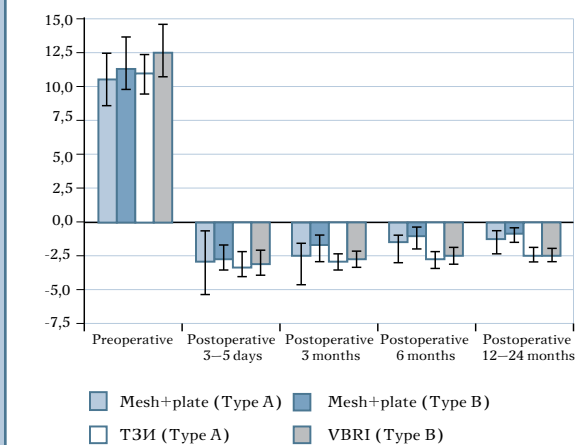 15,0
12,5
10,0
7,5
5,0
2,5
0,0
-2,5
-5,0
-7,5
Preoperative
Postoperative
3–5 days
Postoperative
3 months
Postoperative
6 months
Postoperative
12–24 months
Mesh+plate (Type A)
Mesh+plate (Type B)
ТЗИ (Type A)
VBRI (Type B)